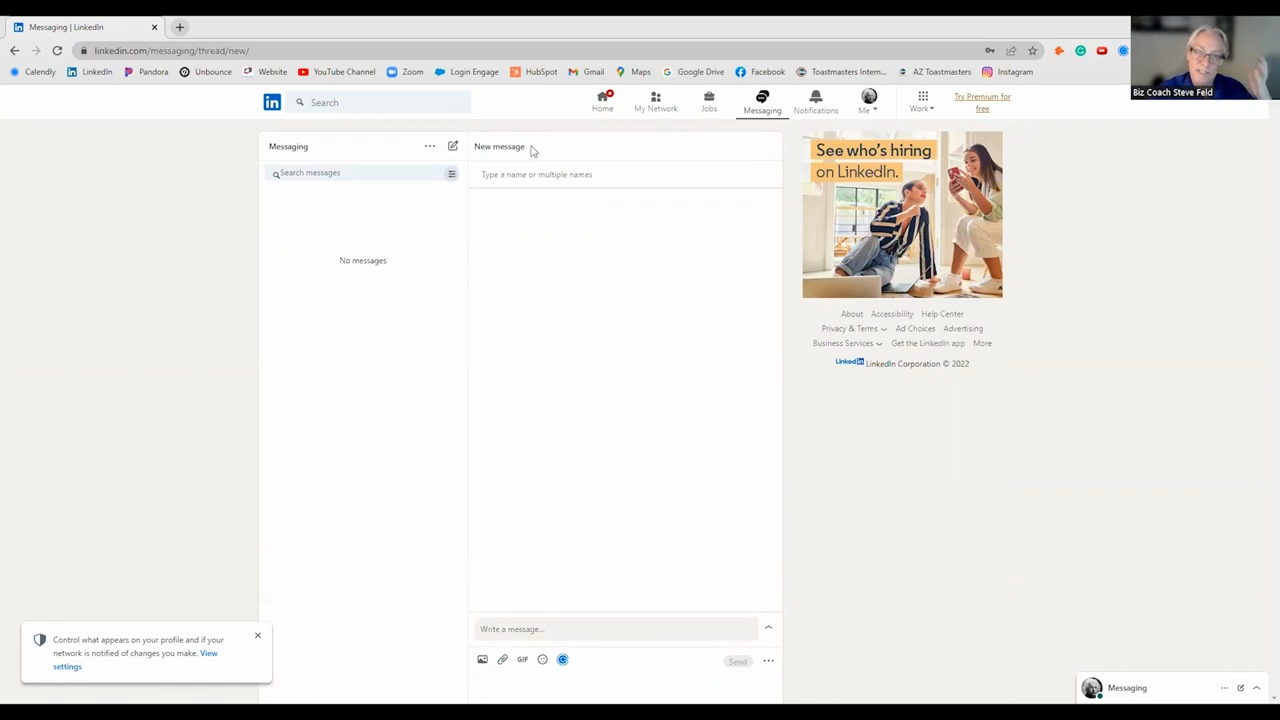 Messaging | LinkedIn
linkedin.com/messaging/thread/new/
Calendly LinkedIn Pandora Unbounce Website YouTube Channel Zoom Login Engage HubSpot Gmail Maps Google Drive Facebook Toastmasters Intern... AZ Toastmasters Instagram
Biz Coach Steve Feld
in Search
Home My Network Jobs Messaging Notifications Me Work Try Premium for
free
Messaging
Search messages
No messages
New message
Type a name or multiple names
Write a message...
GIF
Send
See who's hiring
on LinkedIn.
About Accessibility Help Center
Privacy & Terms Ad Choices Advertising
Business Services Get the LinkedIn app More
LinkedIn LinkedIn Corporation © 2022
Control what appears on your profile and if your
network is notified of changes you make. View
settings
Messaging